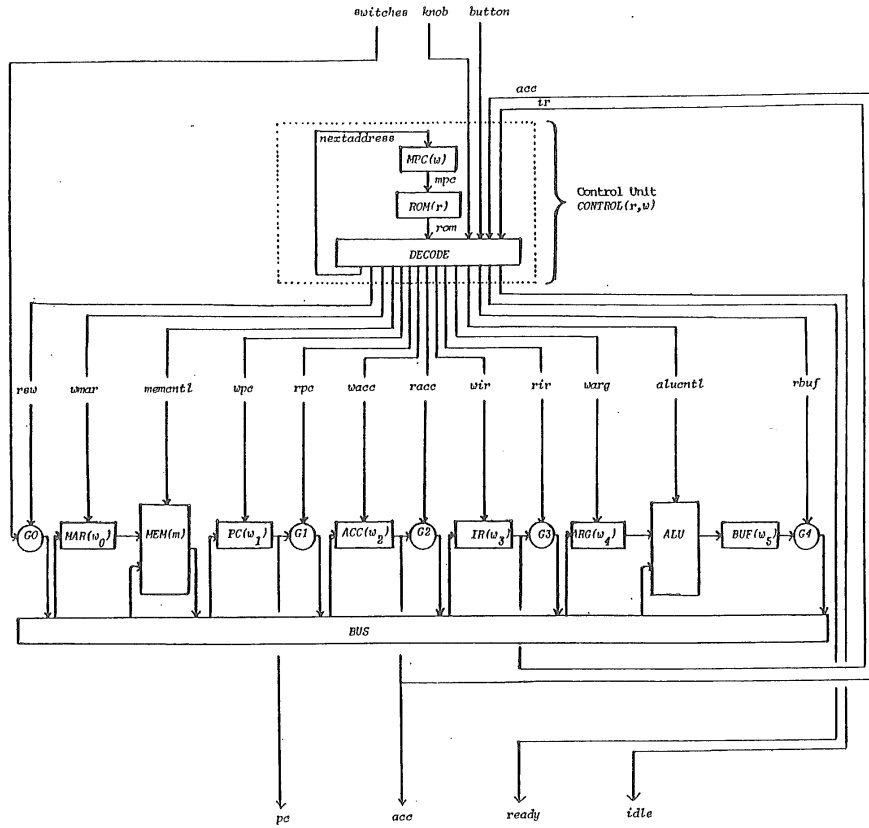 switches knob button
acc
ir
nextaddress
MPC(w)
mpc
ROM(r)
rom
DECODE
Control Unit
CONTROL(r,w)
rsw wmar memcntl wpc rpc wacc racc wir rir warg alucntl rbuf
G0 MAR(w0) MEM(m) PC(w1) G1 ACC(w2) G2 IR(w3) G3 ARG(w4) ALU BUF(w5) G4
BUS
pc acc ready idle